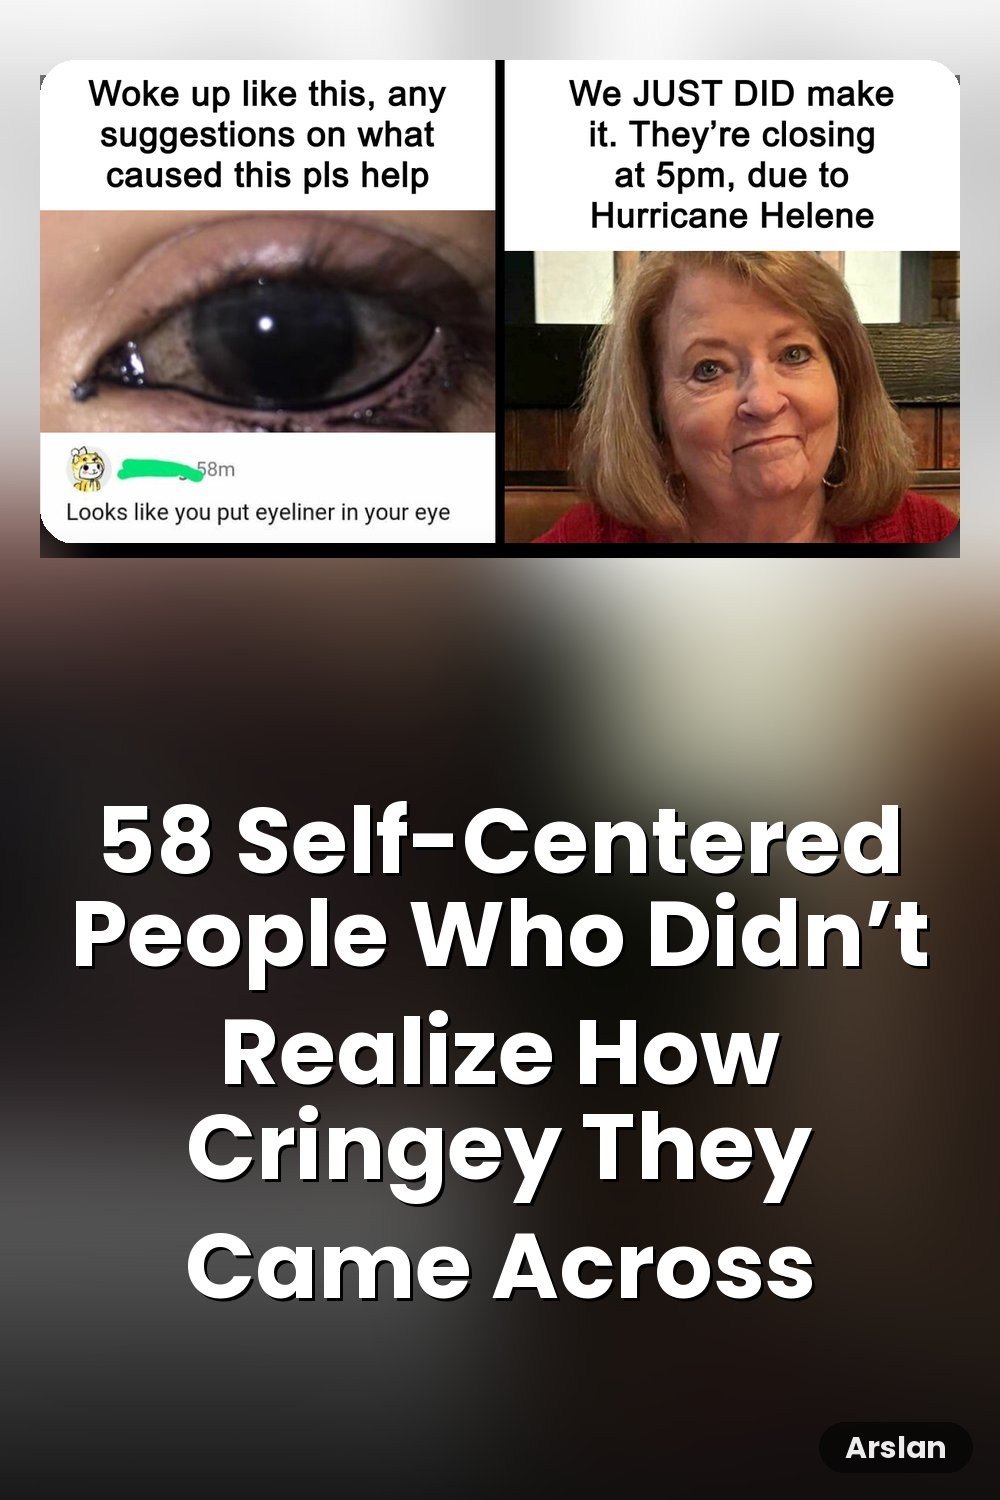 Woke up like this, any
suggestions on what
caused this pls help
58m
Looks like you put eyeliner in your eye
We JUST DID make
it. They’re closing
at 5pm, due to
Hurricane Helene
58 Self-Centered
People Who Didn’t
Realize How
Cringey They
Came Across
Arslan